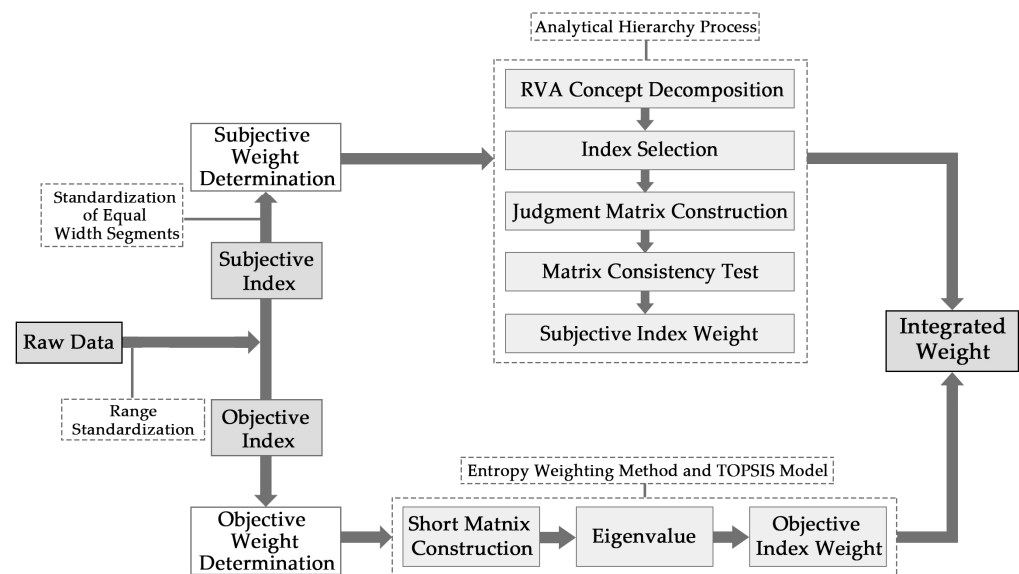 Analytical Hierarchy Process
RVA Concept Decomposition
Index Selection
Judgment Matrix Construction
Matrix Consistency Test
Subjective Index Weight
Subjective
Weight
Determination
Standardization
of Equal
Width Segments
Subjective
Index
Raw Data
Range
Standardization
Objective
Index
Objective
Weight
Determination
Entropy Weighting Method and TOPSIS Model
Short Matnix
Construction
Eigenvalue
Objective
Index Weight
Integrated
Weight